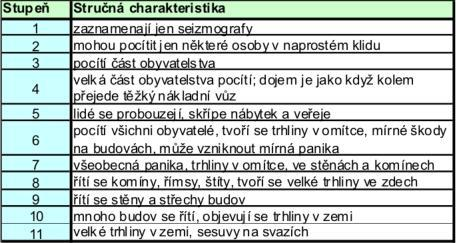 Stupeň Stručná charakteristika
1 zaznamenají jen seizmografy
2 mohou pocítit jen některé osoby v naprostém klidu
3 pocítí část obyvatelstva
4 velká část obyvatelstva pocítí; dojem je jako když kolem
přejede těžký nákladní vůz
5 lidé se probouzejí, skřípe nábytek a veřeje
6 pocítí všichni obyvatelé, tvoří se trhliny v omítce, mírné škody
na budovách, může vzniknout mírná panika
7 všeobecná panika, trhliny v omítce, ve stěnách a komínech
8 řítí se komíny, římsy, štíty, tvoří se velké trhliny ve zdech
9 řítí se stěny a střechy budov
10 mnoho budov se řítí, objevují se trhliny v zemi
11 velké trhliny v zemi, sesuvy na svazích